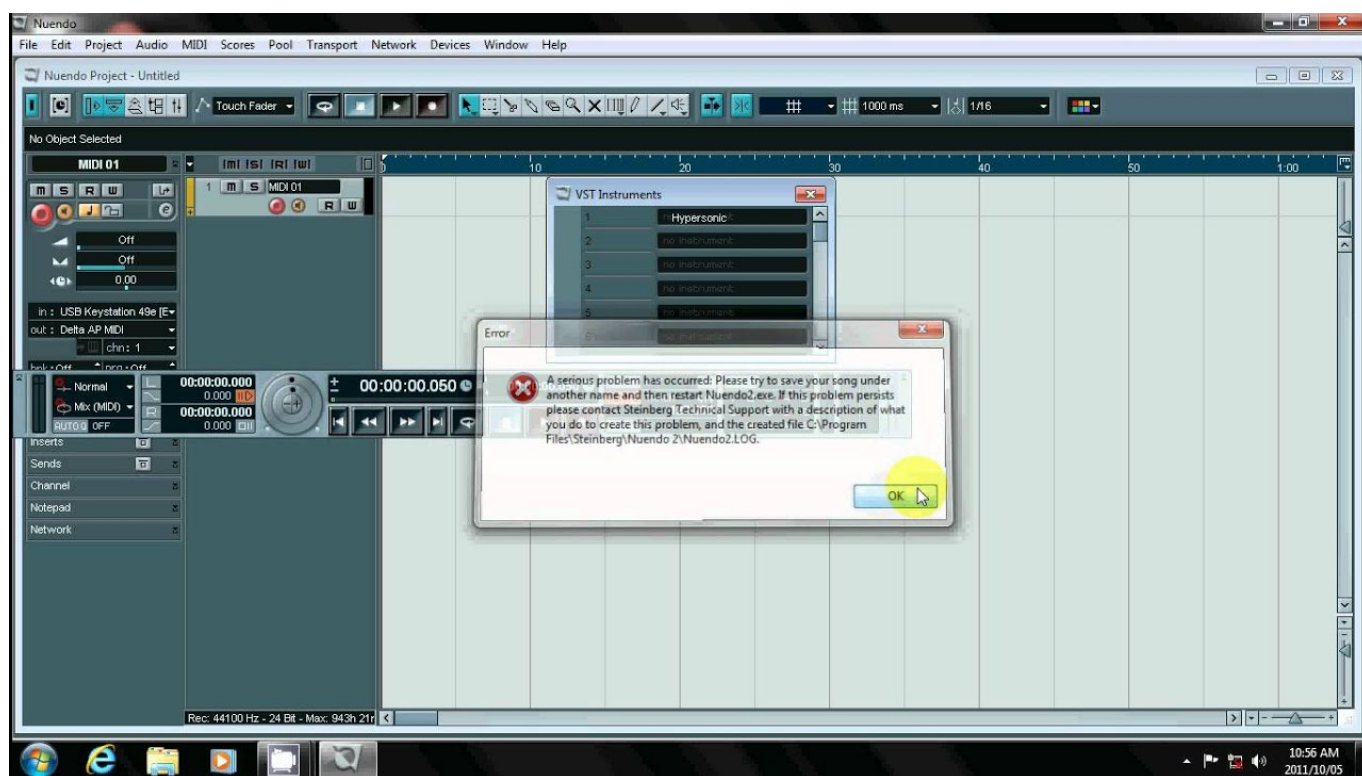 Nuendo
File Edit Project Audio MIDI Scores Pool Transport Network Devices Window Help
Nuendo Project - Untitled
Touch Fader 1000 ms 1/16
No Object Selected
MIDI 01
10 20 30 40 50 1:00
m S R W
1 m S MIDI 01
R W
e
Off
Off
0.00
in : USB Keystation 49e [E
out : Delta AP MIDI
chn: 1
VST Instruments
1 Hypersonic
2 no instrument
3 no instrument
4 no instrument
5 no instrument
6
Error
A serious problem has occurred: Please try to save your song under
another name and then restart Nuendo2.exe. If this problem persists
please contact Steinberg Technical Support with a description of what
you do to create this problem, and the created file C:\Program
Files\Steinberg\Nuendo 2\Nuendo2.LOG.
OK
Normal L 00:00:00.000 00:00:00.050
0.000
Mix (MIDI) R 00:00:00.000
AUTO Q OFF 0.000
Inserts
Sends
Channel
Notepad
Network
Rec: 44100 Hz - 24 Bit - Max: 943h 21
10:56 AM
2011/10/05